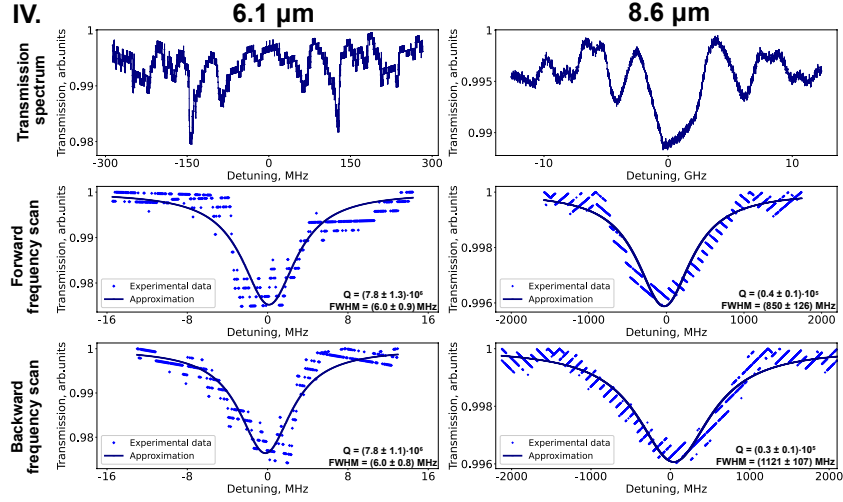 IV.
6.1 μm
8.6 μm
Transmission
spectrum
Transmission, arb.units
1
0.99
0.98
-300
-150
0
150
300
Detuning, MHz
Transmission, arb.units
1
0.995
0.99
-10
0
10
Detuning, GHz
Forward
frequency scan
Transmission, arb.units
1
0.99
0.98
Experimental data
Approximation
Q = (7.8 ± 1.3)·10⁵
FWHM = (6.0 ± 0.9) MHz
-16
-8
0
8
16
Detuning, MHz
Transmission, arb.units
1
0.998
0.996
Experimental data
Approximation
Q = (0.4 ± 0.1)·10⁵
FWHM = (850 ± 126) MHz
-2000
-1000
0
1000
2000
Detuning, MHz
Backward
frequency scan
Transmission, arb.units
1
0.99
0.98
Experimental data
Approximation
Q = (7.8 ± 1.1)·10⁵
FWHM = (6.0 ± 0.8) MHz
-16
-8
0
8
16
Detuning, MHz
Transmission, arb.units
1
0.998
0.996
Experimental data
Approximation
Q = (0.3 ± 0.1)·10⁵
FWHM = (1121 ± 107) MHz
-2000
-1000
0
1000
2000
Detuning, MHz